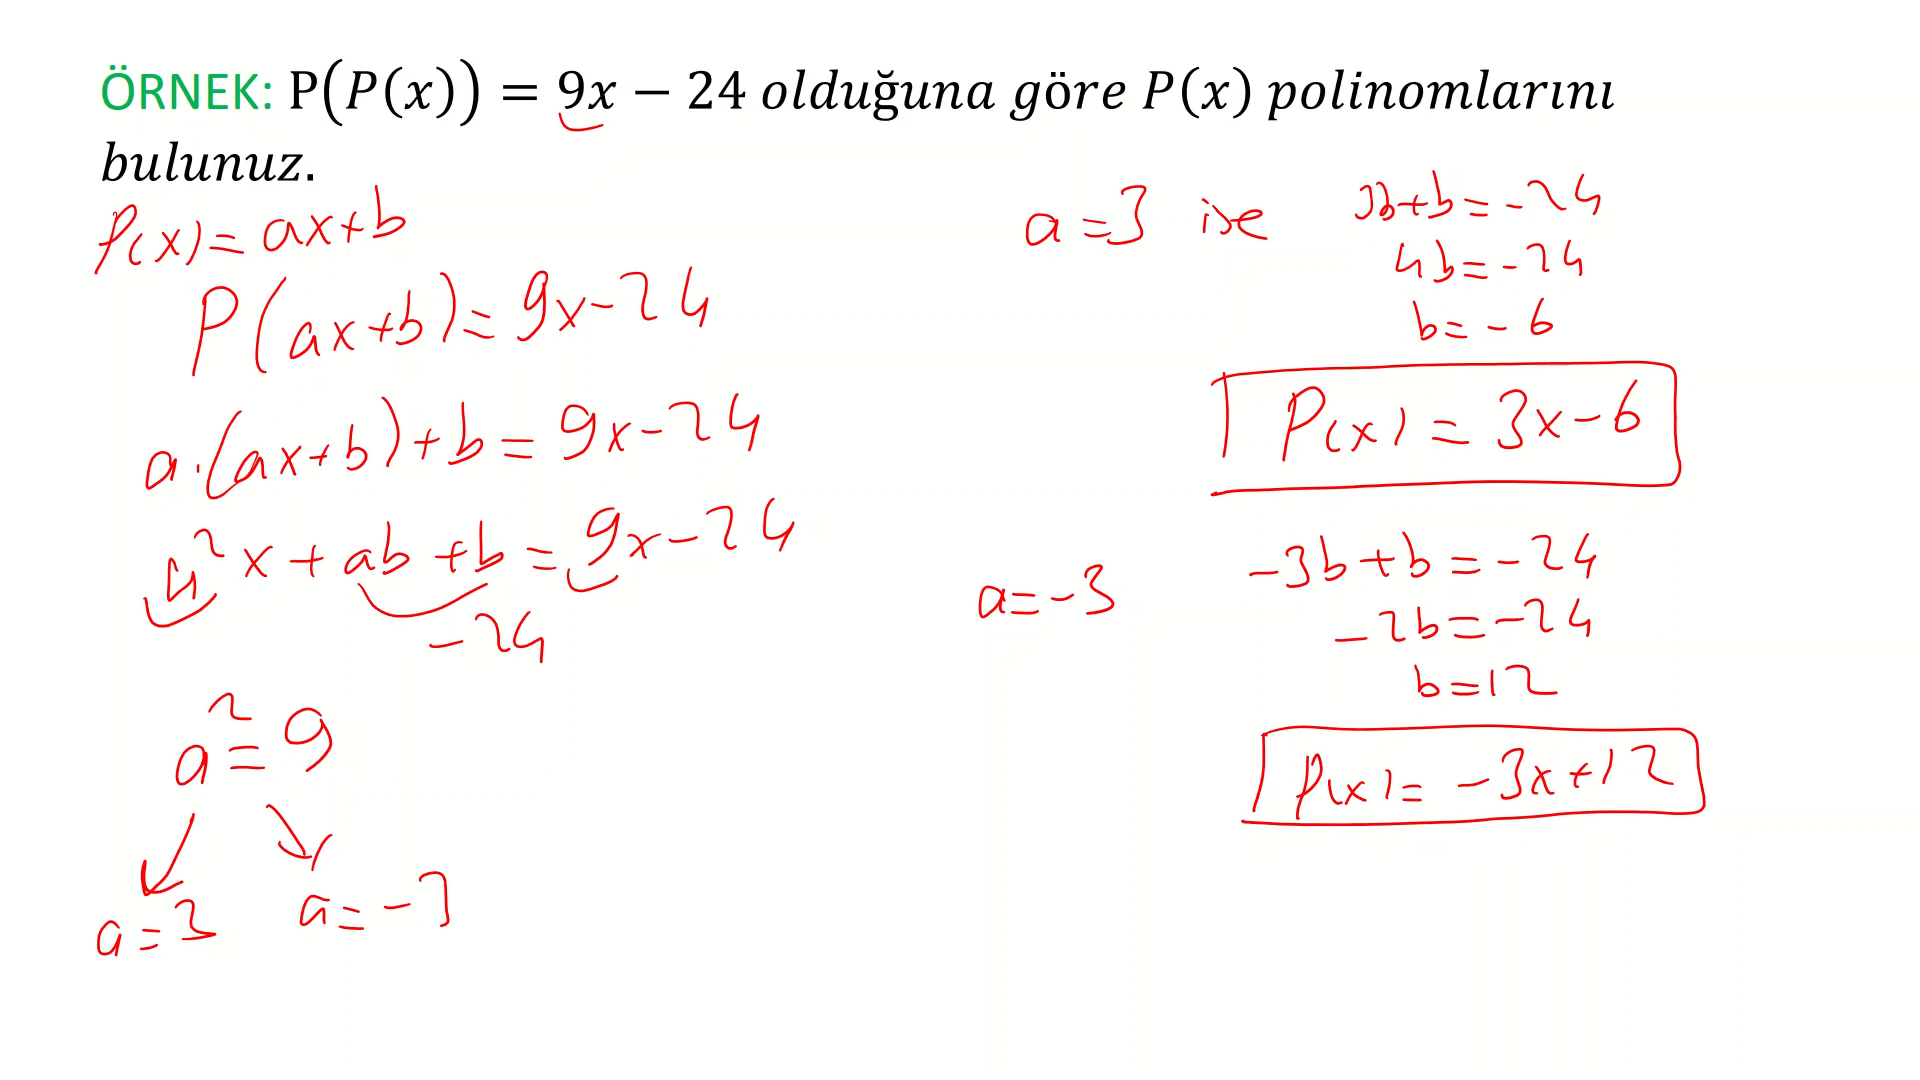 ÖRNEK: P(P(x)) = 9x − 24 olduğuna göre P(x) polinomlarını
bulunuz.
P(x) = ax+b
P(ax+b) = 9x-24
a.(ax+b)+b = 9x-24
a²x + ab + b = 9x-24
-24
a² = 9
a=3 a=-3
a=3 ise 3b+b=-24
4b=-24
b=-6
P(x) = 3x-6
a=-3 -3b+b=-24
-2b=-24
b=12
P(x) = -3x+12